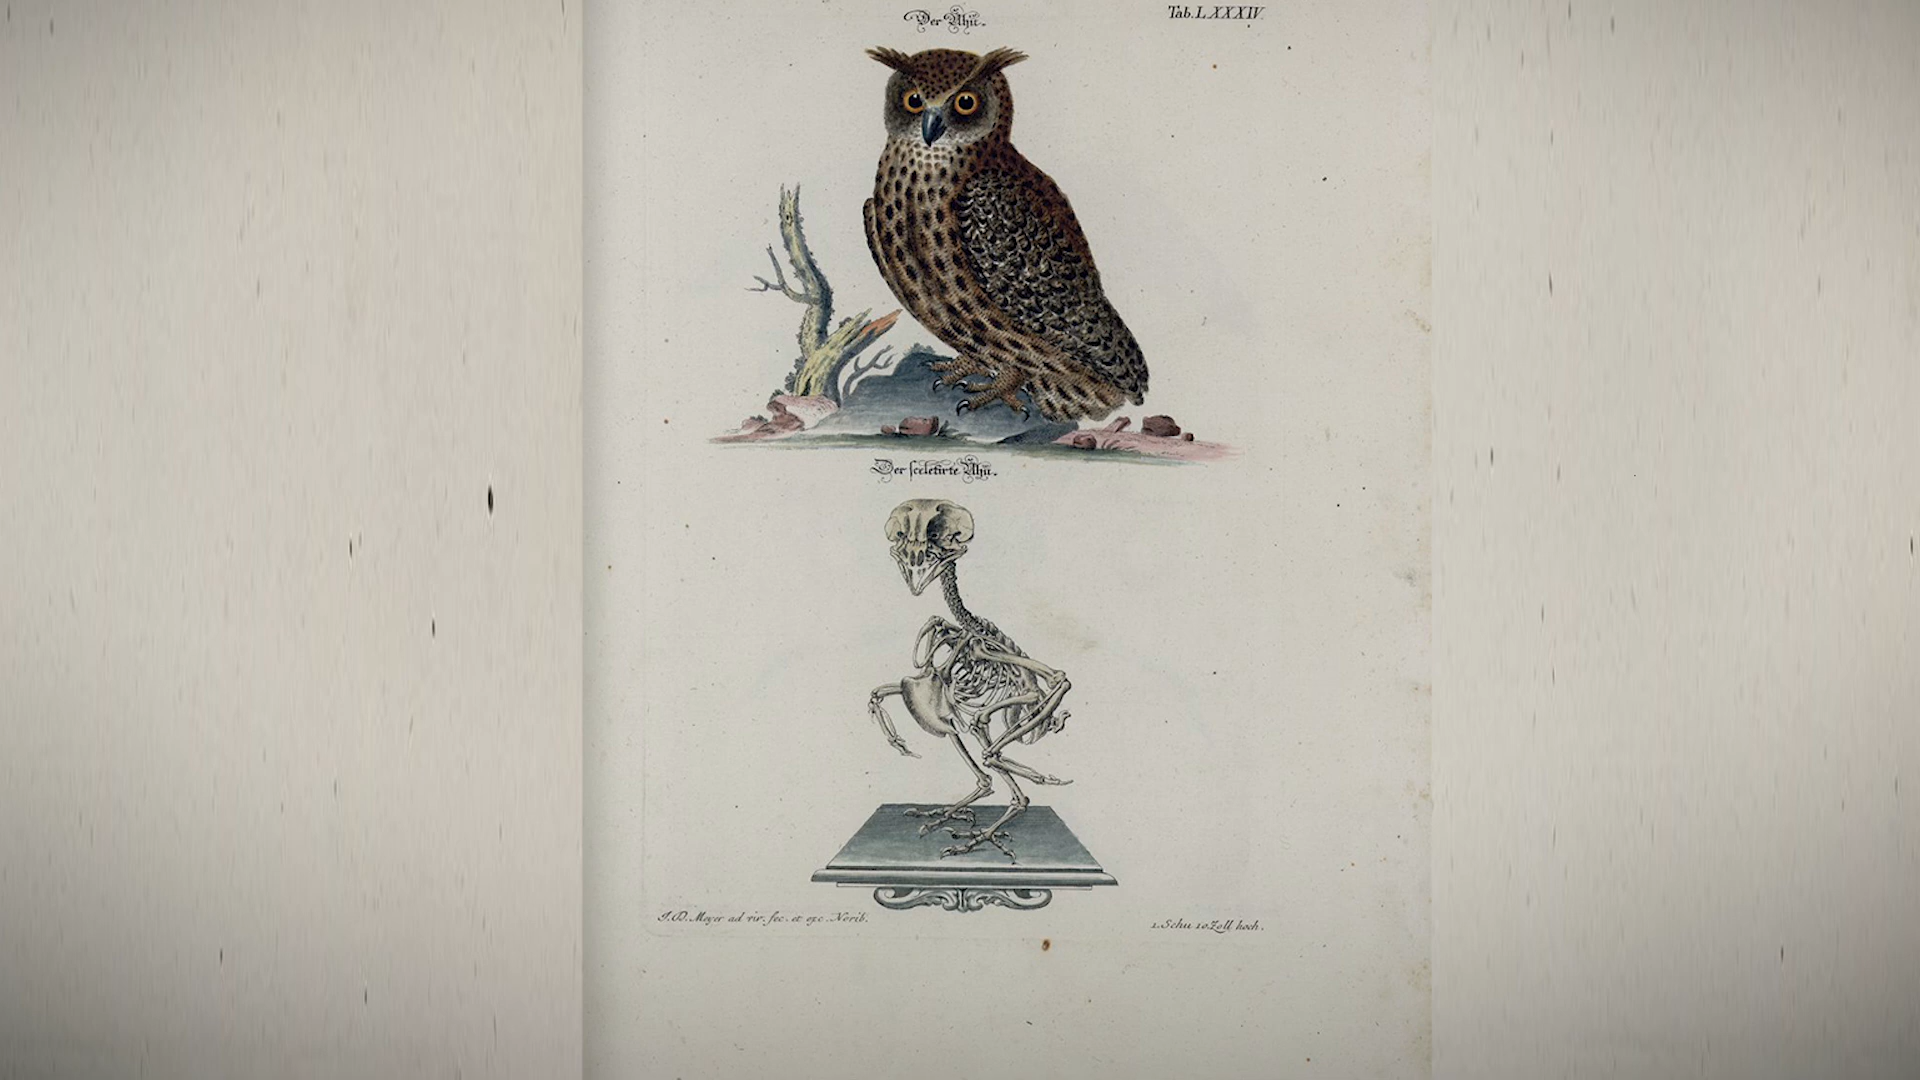 Der Uhu.
Tab. LXXXIV.
Der sceletirte Uhu.
J. D. Meyer ad viv. fec. et exc. Norib.
1. Schu 10. Zoll hoch.